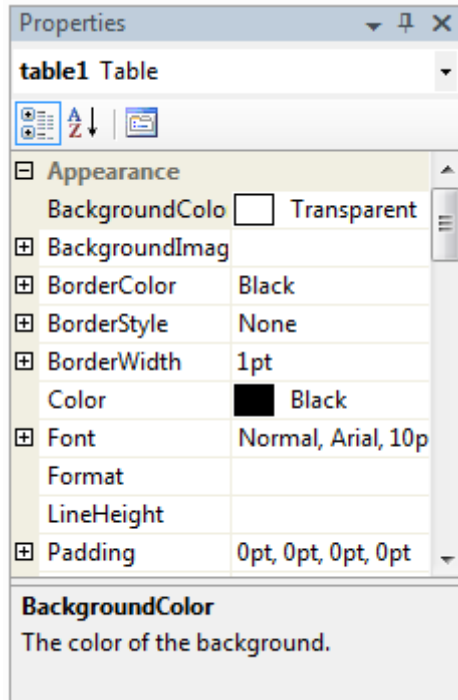 Properties
table1 Table
A
Z
Appearance
BackgroundColo Transparent
BackgroundImag
BorderColor Black
BorderStyle None
BorderWidth 1pt
Color Black
Font Normal, Arial, 10p
Format
LineHeight
Padding 0pt, 0pt, 0pt, 0pt
BackgroundColor
The color of the background.